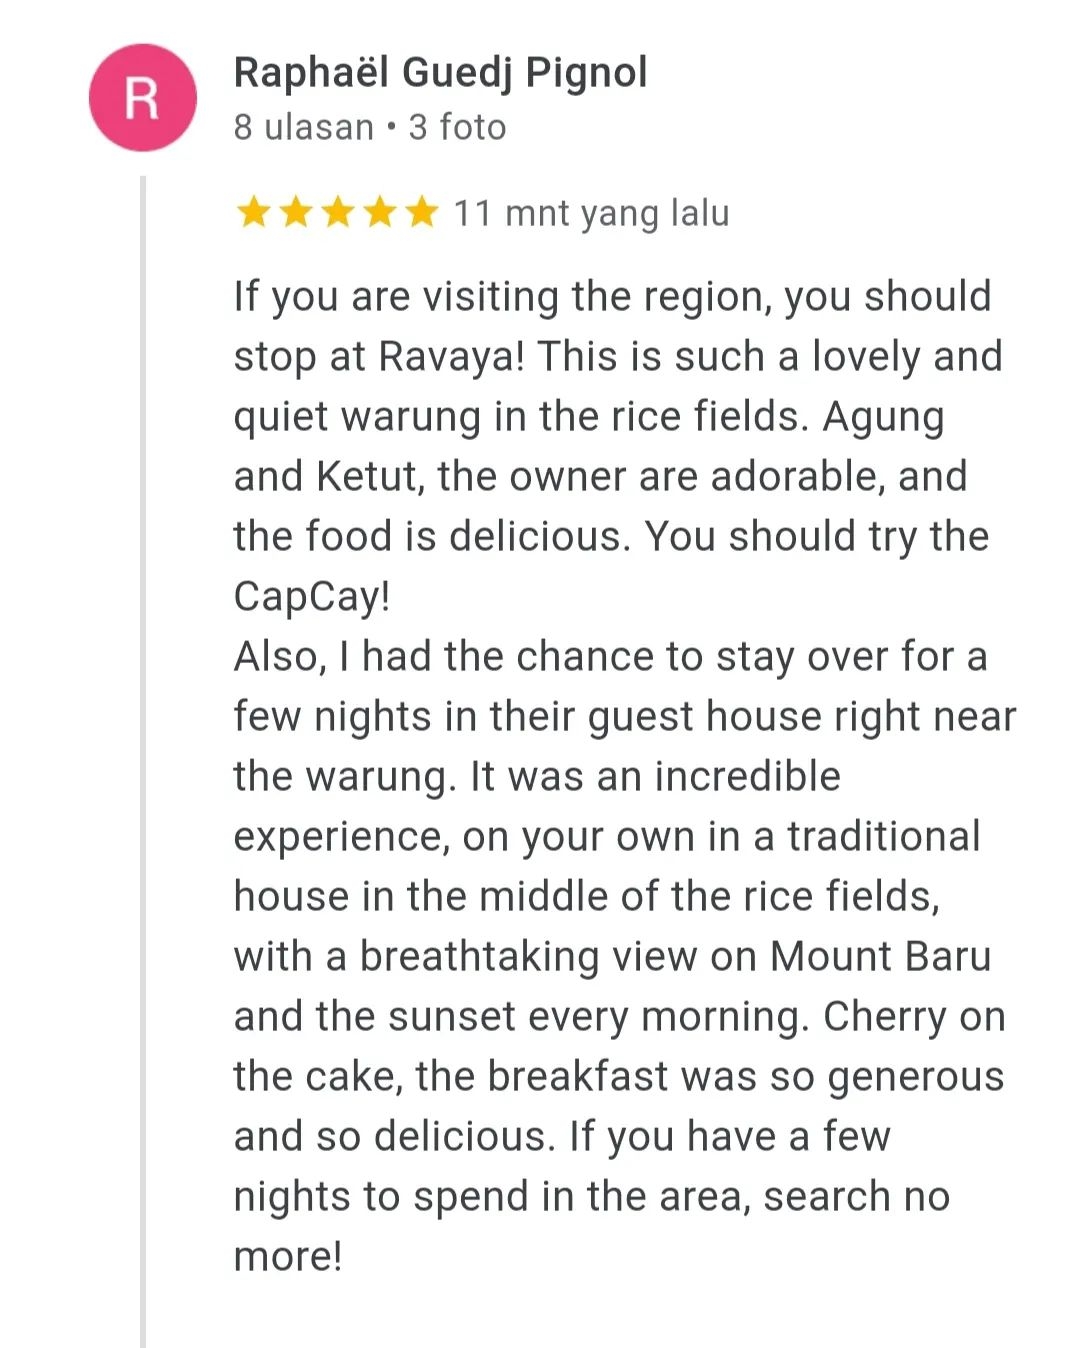 R
Raphaël Guedj Pignol
8 ulasan • 3 foto
11 mnt yang lalu
If you are visiting the region, you should
stop at Ravaya! This is such a lovely and
quiet warung in the rice fields. Agung
and Ketut, the owner are adorable, and
the food is delicious. You should try the
CapCay!
Also, I had the chance to stay over for a
few nights in their guest house right near
the warung. It was an incredible
experience, on your own in a traditional
house in the middle of the rice fields,
with a breathtaking view on Mount Baru
and the sunset every morning. Cherry on
the cake, the breakfast was so generous
and so delicious. If you have a few
nights to spend in the area, search no
more!